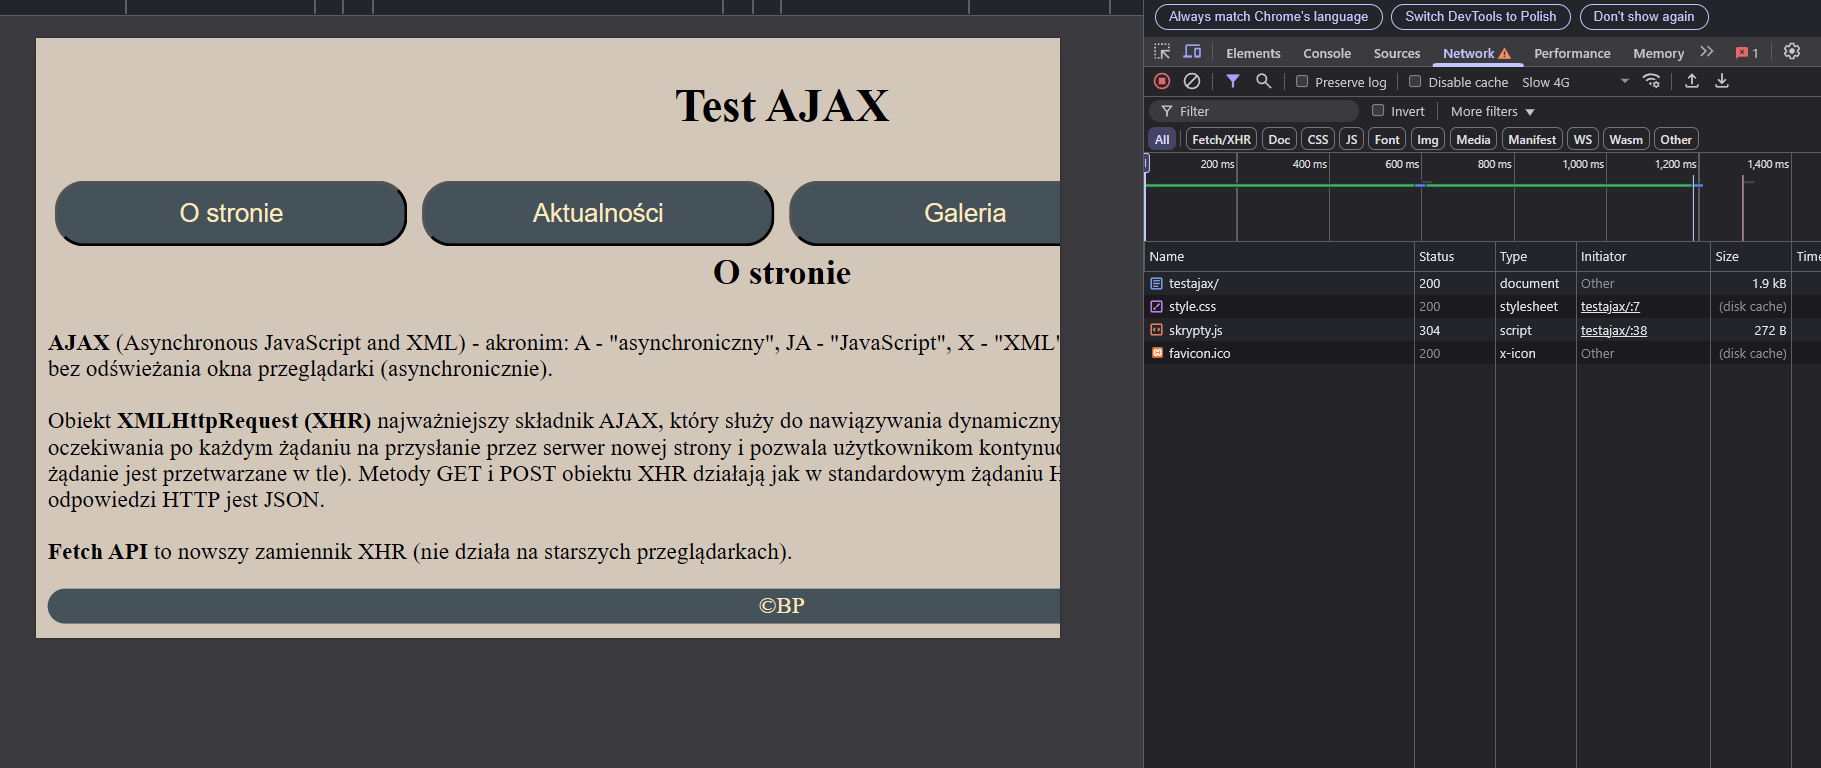 Test AJAX
O stronie
Aktualności
Galeria
O stronie
AJAX (Asynchronous JavaScript and XML) - akronim: A - "asynchroniczny", JA - "JavaScript", X - "XML"
bez odświeżania okna przeglądarki (asynchronicznie).
Obiekt XMLHttpRequest (XHR) najważniejszy składnik AJAX, który służy do nawiązywania dynamiczny
oczekiwania po każdym żądaniu na przysłanie przez serwer nowej strony i pozwala użytkownikom kontynuo
żądanie jest przetwarzane w tle). Metody GET i POST obiektu XHR działają jak w standardowym żądaniu H
odpowiedzi HTTP jest JSON.
Fetch API to nowszy zamiennik XHR (nie działa na starszych przeglądarkach).
©BP
Always match Chrome's language Switch DevTools to Polish Don't show again
Elements Console Sources Network Performance Memory 1
Preserve log Disable cache Slow 4G
Filter Invert More filters
All Fetch/XHR Doc CSS JS Font Img Media Manifest WS Wasm Other
200 ms 400 ms 600 ms 800 ms 1,000 ms 1,200 ms 1,400 ms
Name Status Type Initiator Size Time
testajax/ 200 document Other 1.9 kB
style.css 200 stylesheet testajax/:7 (disk cache)
skrypty.js 304 script testajax/:38 272 B
favicon.ico 200 x-icon Other (disk cache)